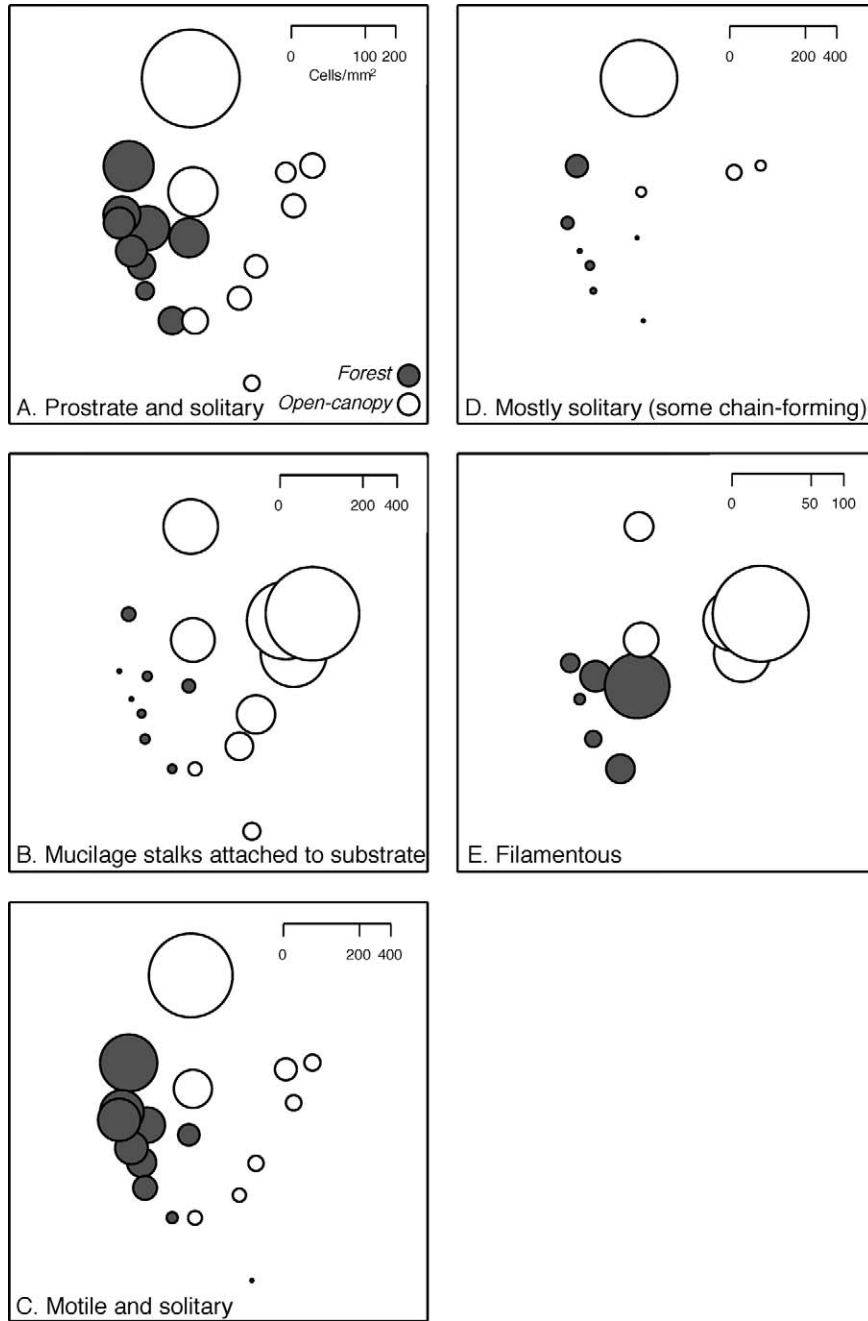 0 100 200
Cells/mm²
Forest
Open-canopy
A. Prostrate and solitary
0 200 400
D. Mostly solitary (some chain-forming)
0 200 400
B. Mucilage stalks attached to substrate
0 50 100
E. Filamentous
0 200 400
C. Motile and solitary